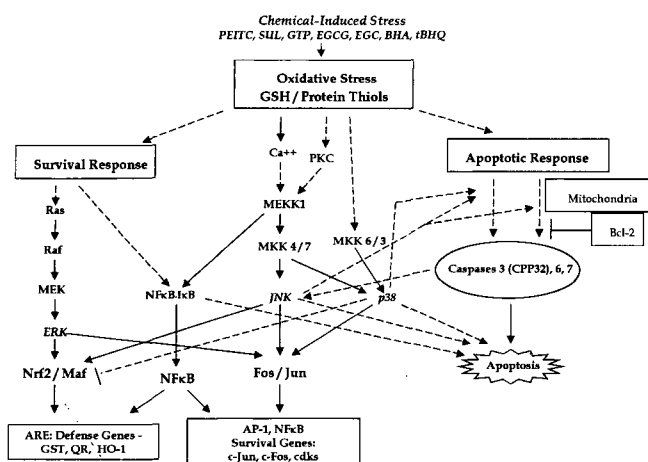 Chemical-Induced Stress
PEITC, SUL, GTP, EGCG, EGC, BHA, tBHQ
Oxidative Stress
GSH/Protein Thiols
Survival Response
Ca++
PKC
Apoptotic Response
Mitochondria
Bcl-2
Ras
MEKK1
Raf
MKK 4/7
MKK 6/3
Caspases 3 (CPP32), 6, 7
MEK
NFκB-IκB
JNK
p38
ERK
Nrf2/Maf
NFκB
Fos/Jun
Apoptosis
ARE: Defense Genes -
GST, QR, HO-1
AP-1, NFκB
Survival Genes:
c-Jun, c-Fos, cdks